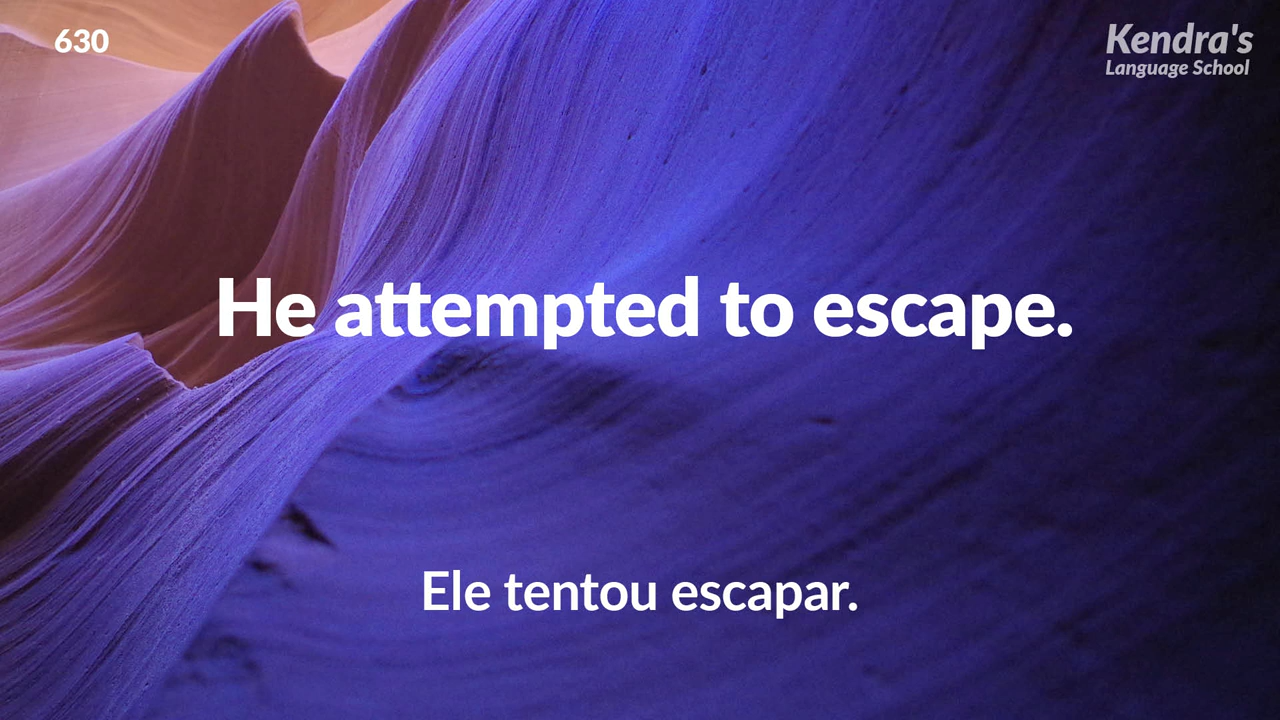 630
Kendra's
Language School
He attempted to escape.
Ele tentou escapar.